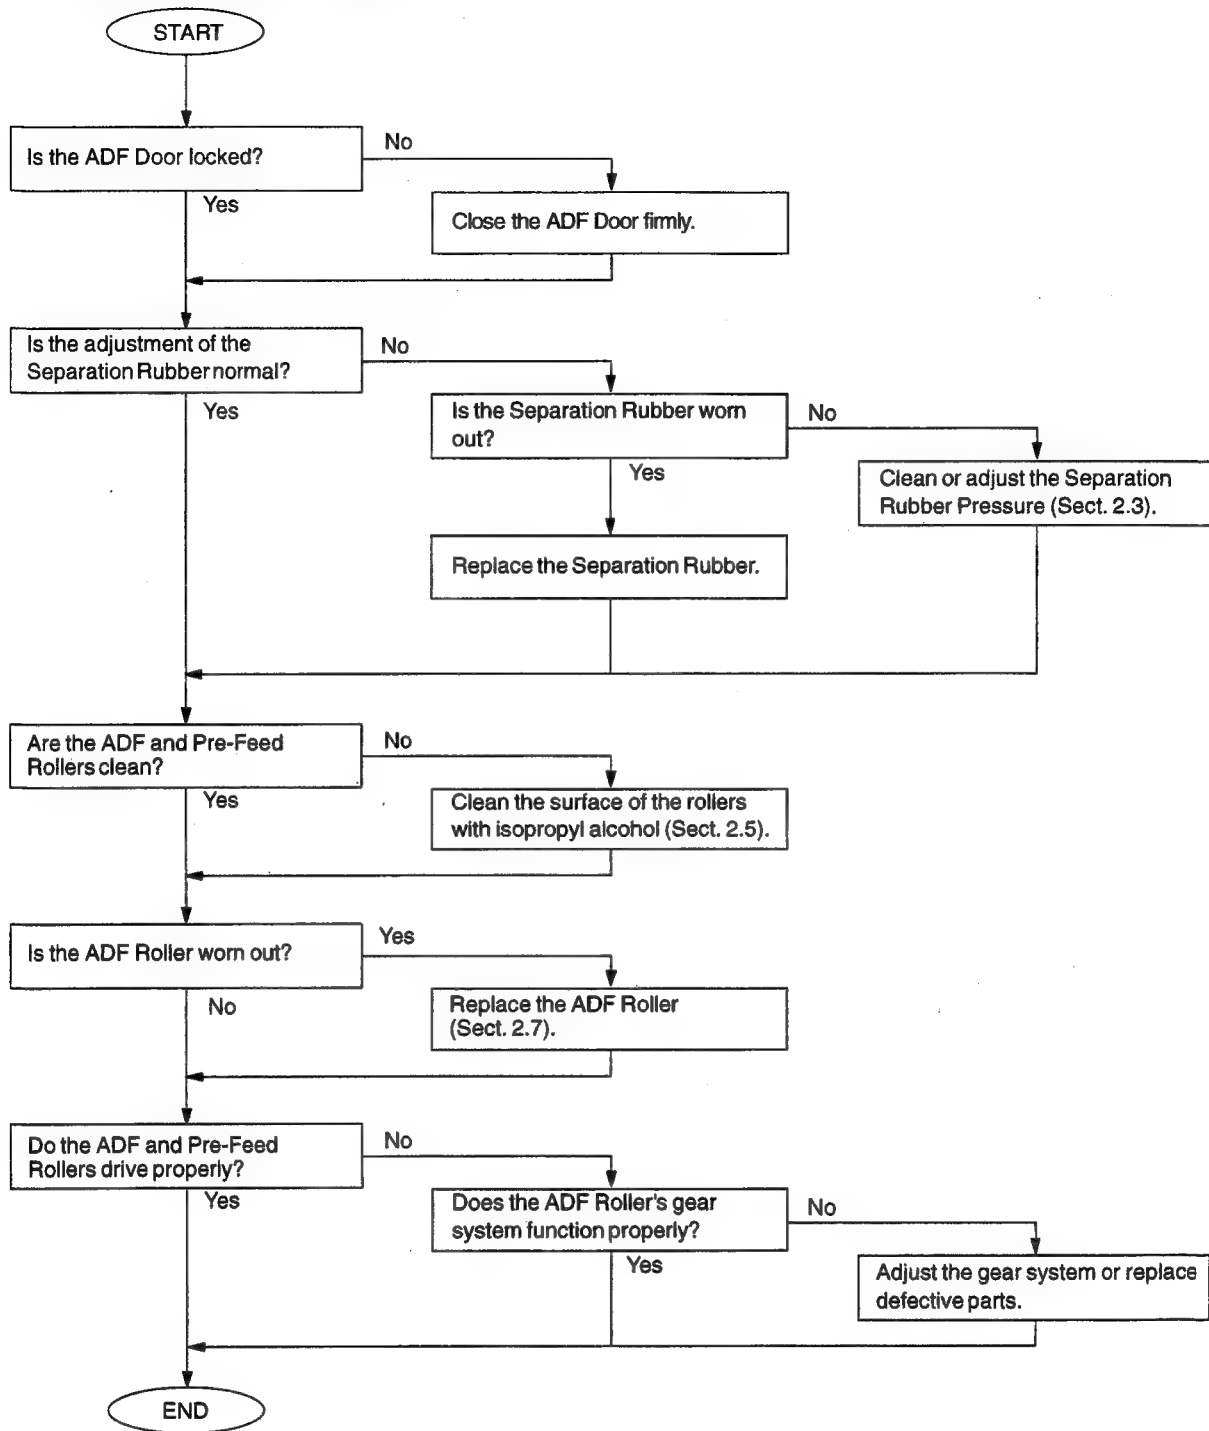 START
Is the ADF Door locked?
No
Yes
Close the ADF Door firmly.
Is the adjustment of the
Separation Rubber normal?
No
Yes
Is the Separation Rubber worn
out?
No
Yes
Clean or adjust the Separation
Rubber Pressure (Sect. 2.3).
Replace the Separation Rubber.
Are the ADF and Pre-Feed
Rollers clean?
No
Yes
Clean the surface of the rollers
with isopropyl alcohol (Sect. 2.5).
Is the ADF Roller worn out?
Yes
No
Replace the ADF Roller
(Sect. 2.7).
Do the ADF and Pre-Feed
Rollers drive properly?
No
Yes
Does the ADF Roller's gear
system function properly?
No
Yes
Adjust the gear system or replace
defective parts.
END